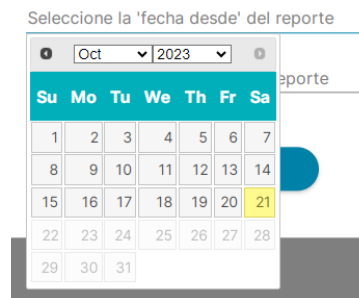 Seleccione la 'fecha desde' del reporte
Oct 2023
eporte
Su Mo Tu We Th Fr Sa
1 2 3 4 5 6 7
8 9 10 11 12 13 14
15 16 17 18 19 20 21
22 23 24 25 26 27 28
29 30 31